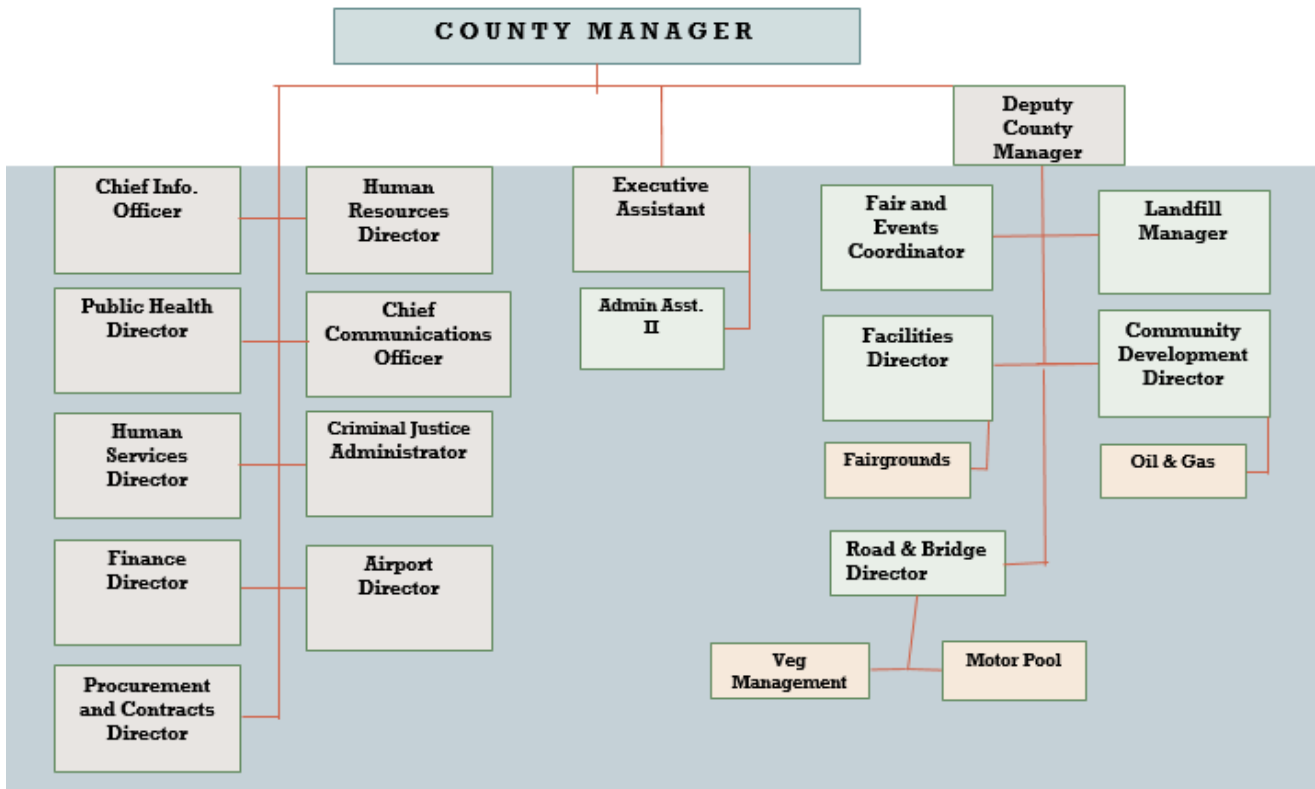 COUNTY MANAGER
Deputy
County
Manager
Chief Info.
Officer
Human
Resources
Director
Executive
Assistant
Fair and
Events
Coordinator
Landfill
Manager
Public Health
Director
Chief
Communications
Officer
Admin Asst.
II
Facilities
Director
Community
Development
Director
Human
Services
Director
Criminal Justice
Administrator
Fairgrounds
Oil & Gas
Finance
Director
Airport
Director
Road & Bridge
Director
Procurement
and Contracts
Director
Veg
Management
Motor Pool